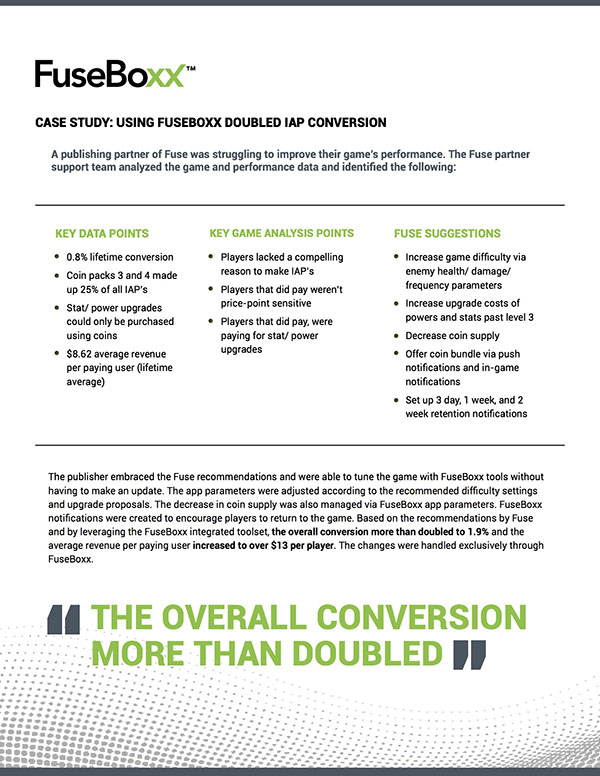 FuseBoxx™
CASE STUDY: USING FUSEBOXX DOUBLED IAP CONVERSION
A publishing partner of Fuse was struggling to improve their game's performance. The Fuse partner
support team analyzed the game and performance data and identified the following:
KEY DATA POINTS
• 0.8% lifetime conversion
• Coin packs 3 and 4 made
up 25% of all IAP's
• Stat/ power upgrades
could only be purchased
using coins
• $8.62 average revenue
per paying user (lifetime
average)
KEY GAME ANALYSIS POINTS
• Players lacked a compelling
reason to make IAP's
• Players that did pay weren't
price-point sensitive
• Players that did pay, were
paying for stat/ power
upgrades
FUSE SUGGESTIONS
• Increase game difficulty via
enemy health/ damage/
frequency parameters
• Increase upgrade costs of
powers and stats past level 3
• Decrease coin supply
• Offer coin bundle via push
notifications and in-game
notifications
• Set up 3 day, 1 week, and 2
week retention notifications
The publisher embraced the Fuse recommendations and were able to tune the game with FuseBoxx tools without
having to make an update. The app parameters were adjusted according to the recommended difficulty settings
and upgrade proposals. The decrease in coin supply was also managed via FuseBoxx app parameters. FuseBoxx
notifications were created to encourage players to return to the game. Based on the recommendations by Fuse
and by leveraging the FuseBoxx integrated toolset, the overall conversion more than doubled to 1.9% and the
average revenue per paying user increased to over $13 per player. The changes were handled exclusively through
FuseBoxx.
"THE OVERALL CONVERSION
MORE THAN DOUBLED"